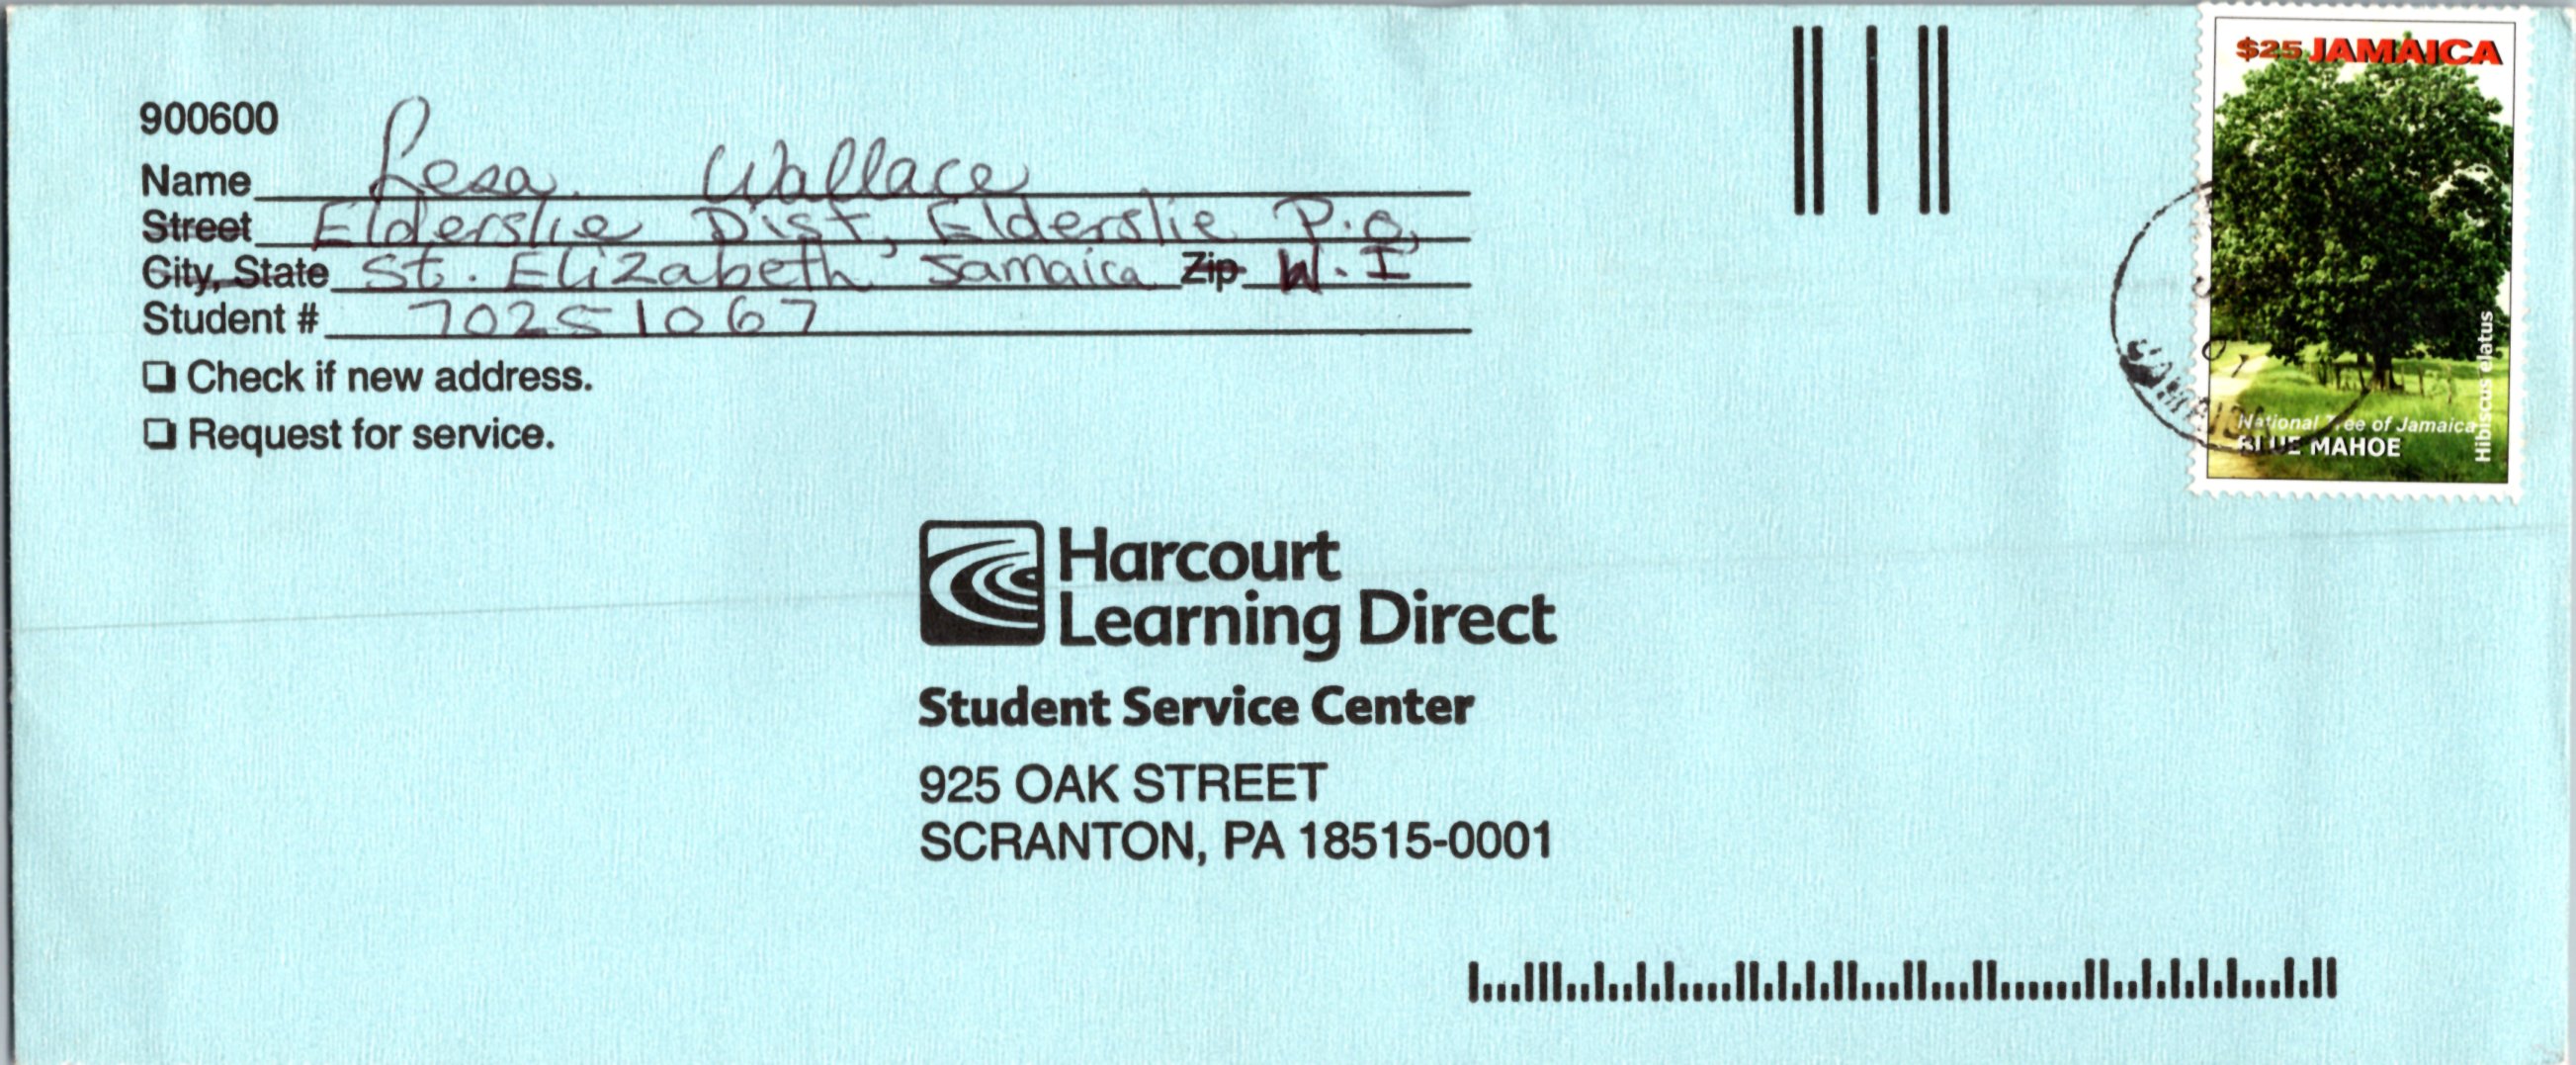 900600
Name Lesa Wallace
Street Elderslie Dist, Elderslie P.O,
City, State St. Elizabeth Jamaica Zip W.I
Student # 70251067
❏ Check if new address.
❏ Request for service.
$25 JAMAICA
Hibiscus elatus
National Tree of Jamaica
BLUE MAHOE
JAMAICA
Harcourt
Learning Direct
Student Service Center
925 OAK STREET
SCRANTON, PA 18515-0001